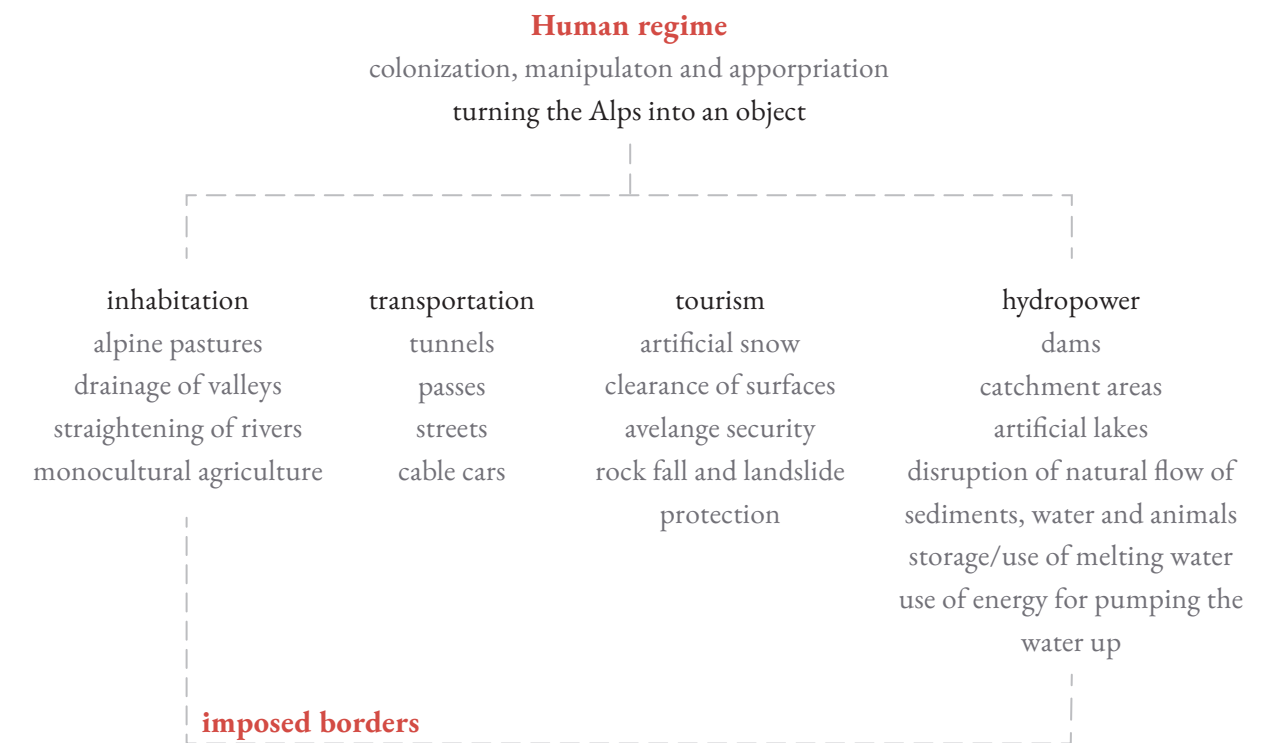 Human regime
colonization, manipulaton and apporpriation
turning the Alps into an object
inhabitation
alpine pastures
drainage of valleys
straightening of rivers
monocultural agriculture
transportation
tunnels
passes
streets
cable cars
tourism
artificial snow
clearance of surfaces
avelange security
rock fall and landslide
protection
hydropower
dams
catchment areas
artificial lakes
disruption of natural flow of
sediments, water and animals
storage/use of melting water
use of energy for pumping the
water up
imposed borders